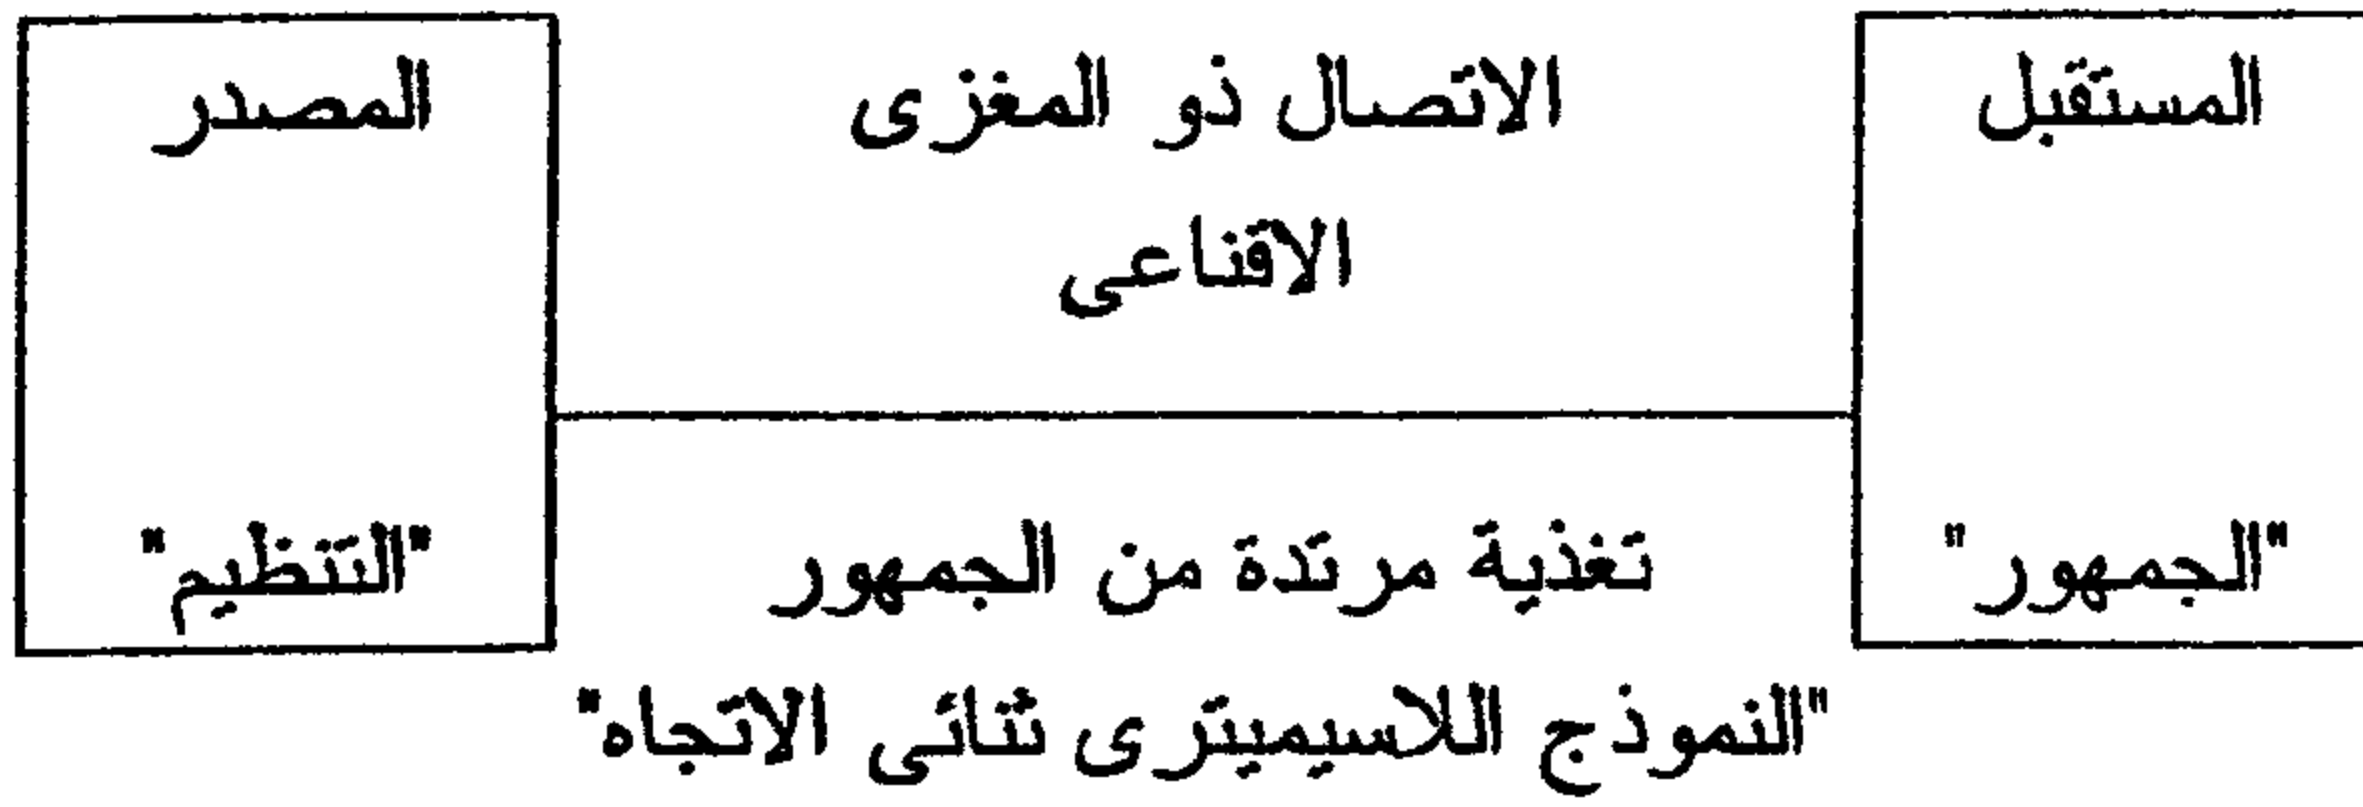 المستقبل
الاتصال ذو المغزى
المصدر
الاقناعى
"الجمهور"
تغذية مرتدة من الجمهور
"التنظيم"
"النموذج اللاسيميترى ثنائى الاتجاه"